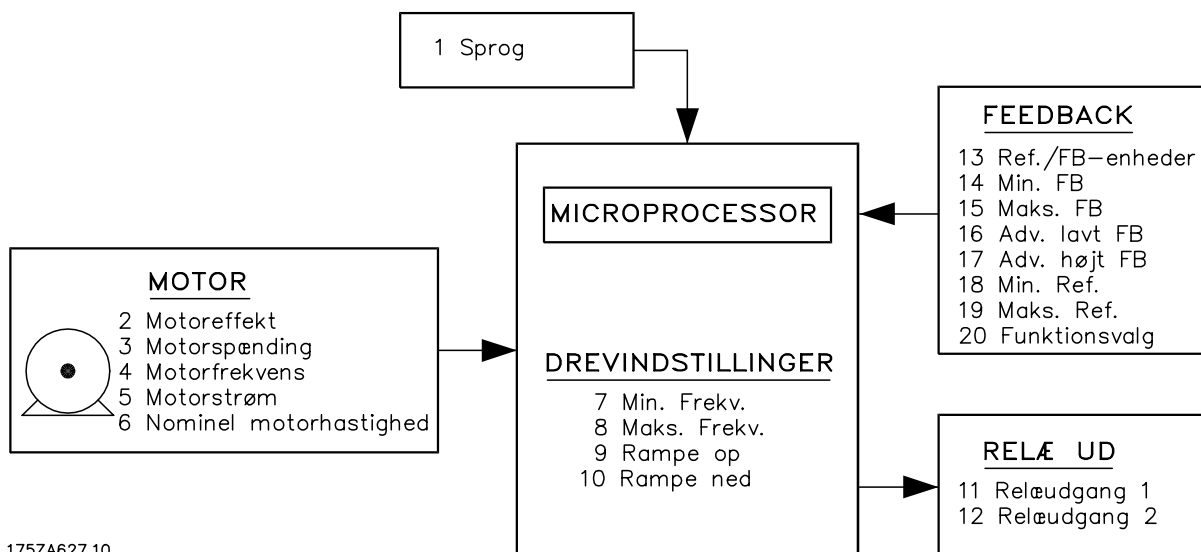 1 Sprog
MICROPROCESSOR
DREVINDSTILLINGER
7 Min. Frekv.
8 Maks. Frekv.
9 Rampe op
10 Rampe ned
MOTOR
2 Motoreffekt
3 Motorspænding
4 Motorfrekvens
5 Motorstrøm
6 Nominel motorhastighed
FEEDBACK
13 Ref./FB-enheder
14 Min. FB
15 Maks. FB
16 Adv. lavt FB
17 Adv. højt FB
18 Min. Ref.
19 Maks. Ref.
20 Funktionsvalg
RELÆ UD
11 Relæudgang 1
12 Relæudgang 2
175ZA627.10